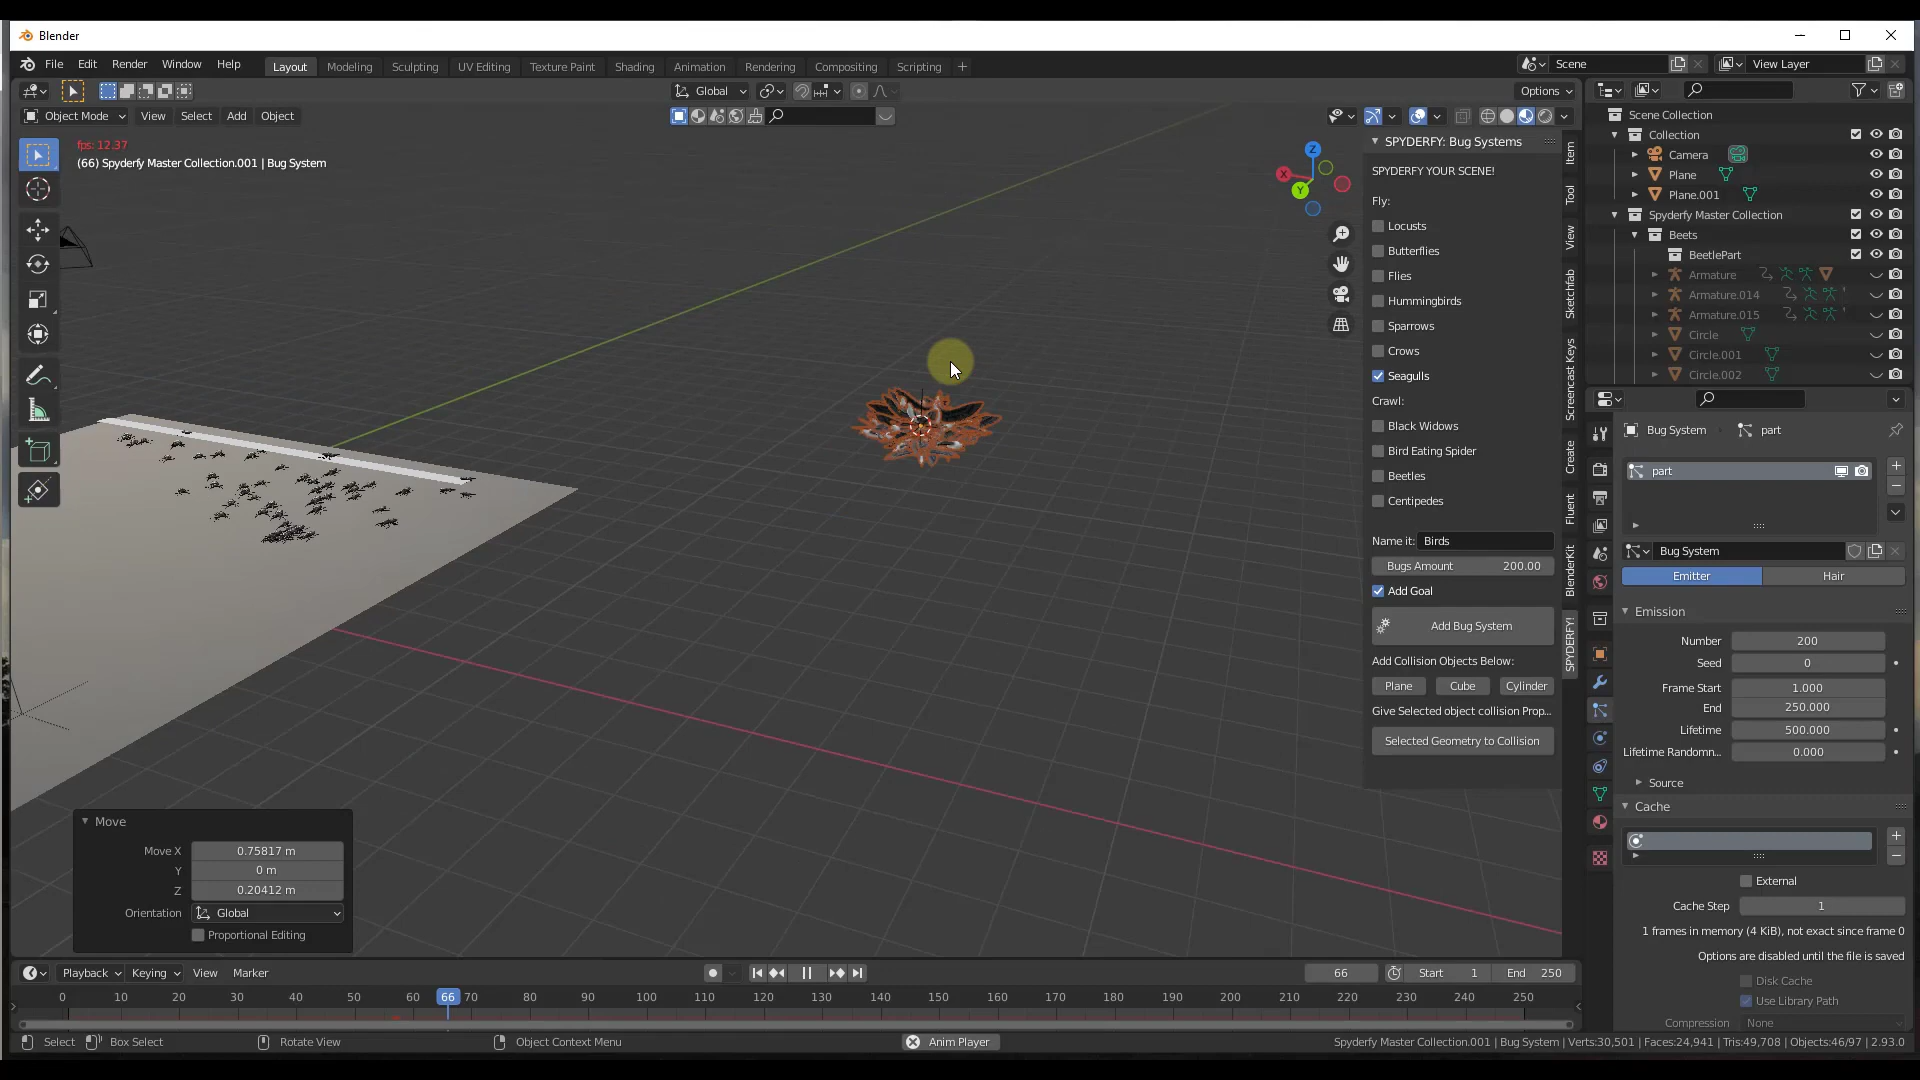 Blender
File Edit Render Window Help
Layout Modeling Sculpting UV Editing Texture Paint Shading Animation Rendering Compositing Scripting +
Scene
View Layer
Global
Options
Object Mode View Select Add Object
fps: 12.37
(66) Spyderfy Master Collection.001 | Bug System
X
Y
Z
SPYDERFY: Bug Systems
SPYDERFY YOUR SCENE!
Fly:
Locusts
Butterflies
Flies
Hummingbirds
Sparrows
Crows
Seagulls
Crawl:
Black Widows
Bird Eating Spider
Beetles
Centipedes
Name it: Birds
Bugs Amount 200.00
Add Goal
Add Bug System
Add Collision Objects Below:
Plane Cube Cylinder
Give Selected object collision Prop...
Selected Geometry to Collision
Item
Tool
View
Sketchfab
Screencast Keys
Create
Fluent
BlenderKit
SPYDERFY!
Scene Collection
Collection
Camera
Plane
Plane.001
Spyderfy Master Collection
Beets
BeetlePart
Armature
Armature.014
Armature.015
Circle
Circle.001
Circle.002
Bug System part
part
Bug System
Emitter Hair
Emission
Number 200
Seed 0
Frame Start 1.000
End 250.000
Lifetime 500.000
Lifetime Randomn... 0.000
Source
Cache
External
Cache Step 1
1 frames in memory (4 KiB), not exact since frame 0
Options are disabled until the file is saved
Disk Cache
Use Library Path
Compression None
Move
Move X 0.75817 m
Y 0 m
Z 0.20412 m
Orientation Global
Proportional Editing
Playback Keying View Marker
66 Start 1 End 250
0 10 20 30 40 50 60 66 70 80 90 100 110 120 130 140 150 160 170 180 190 200 210 220 230 240 250
Select Box Select Rotate View Object Context Menu Anim Player
Spyderfy Master Collection.001 | Bug System | Verts:30,501 | Faces:24,941 | Tris:49,708 | Objects:46/97 | 2.93.0